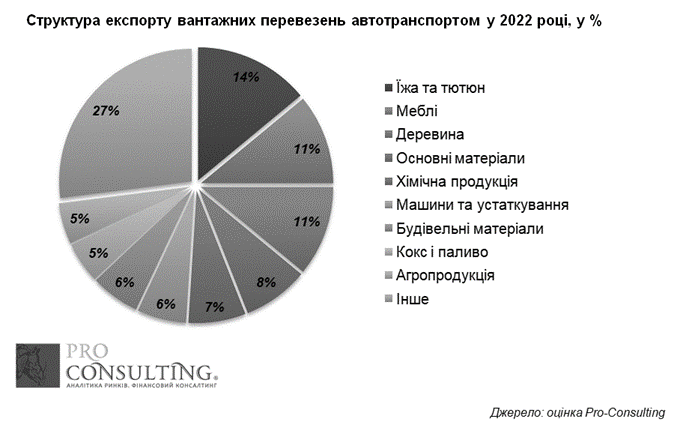 Структура експорту вантажних перевезень автотранспортом у 2022 році, у %
14%
11%
11%
8%
7%
6%
6%
5%
5%
27%
Їжа та тютюн
Меблі
Деревина
Основні матеріали
Хімічна продукція
Машини та устаткування
Будівельні матеріали
Кокс і паливо
Агропродукція
Інше
PRO
CONSULTING®
АНАЛІТИКА РИНКІВ. ФІНАНСОВИЙ КОНСАЛТИНГ
Джерело: оцінка Pro-Consulting